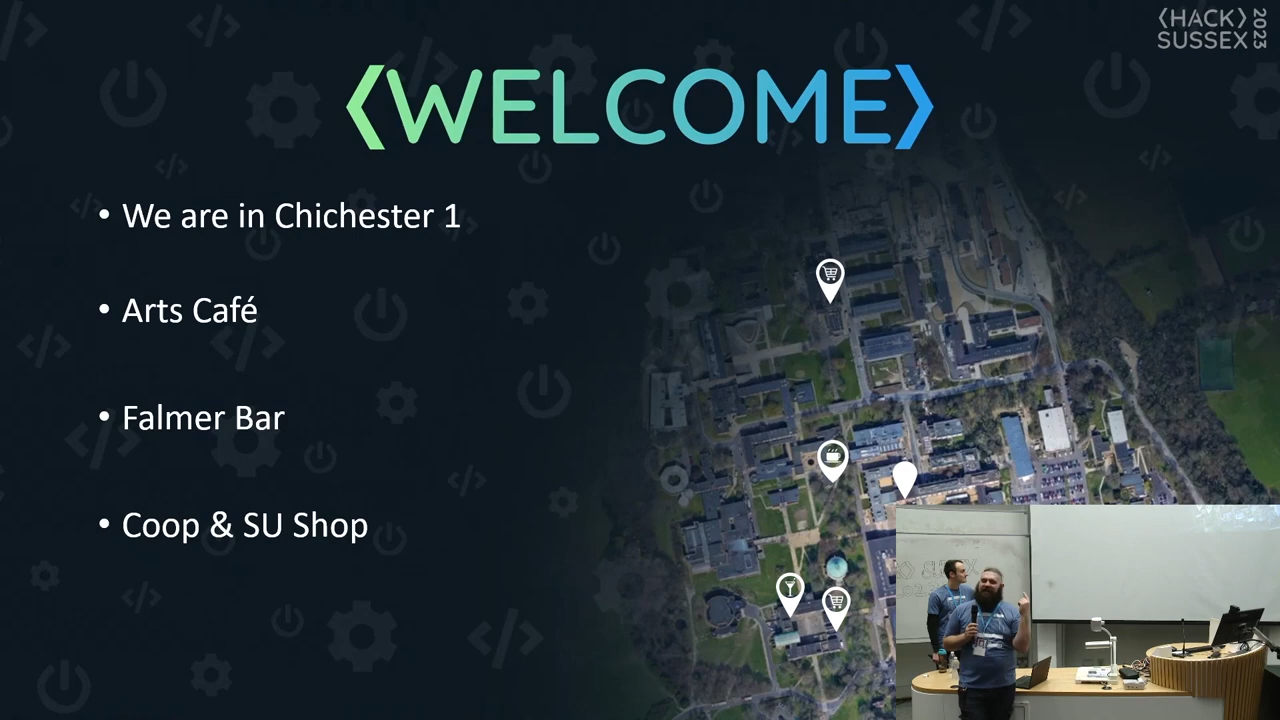 〈HACK〉
SUSSEX
2023
〈WELCOME〉
• We are in Chichester 1
• Arts Café
• Falmer Bar
• Coop & SU Shop